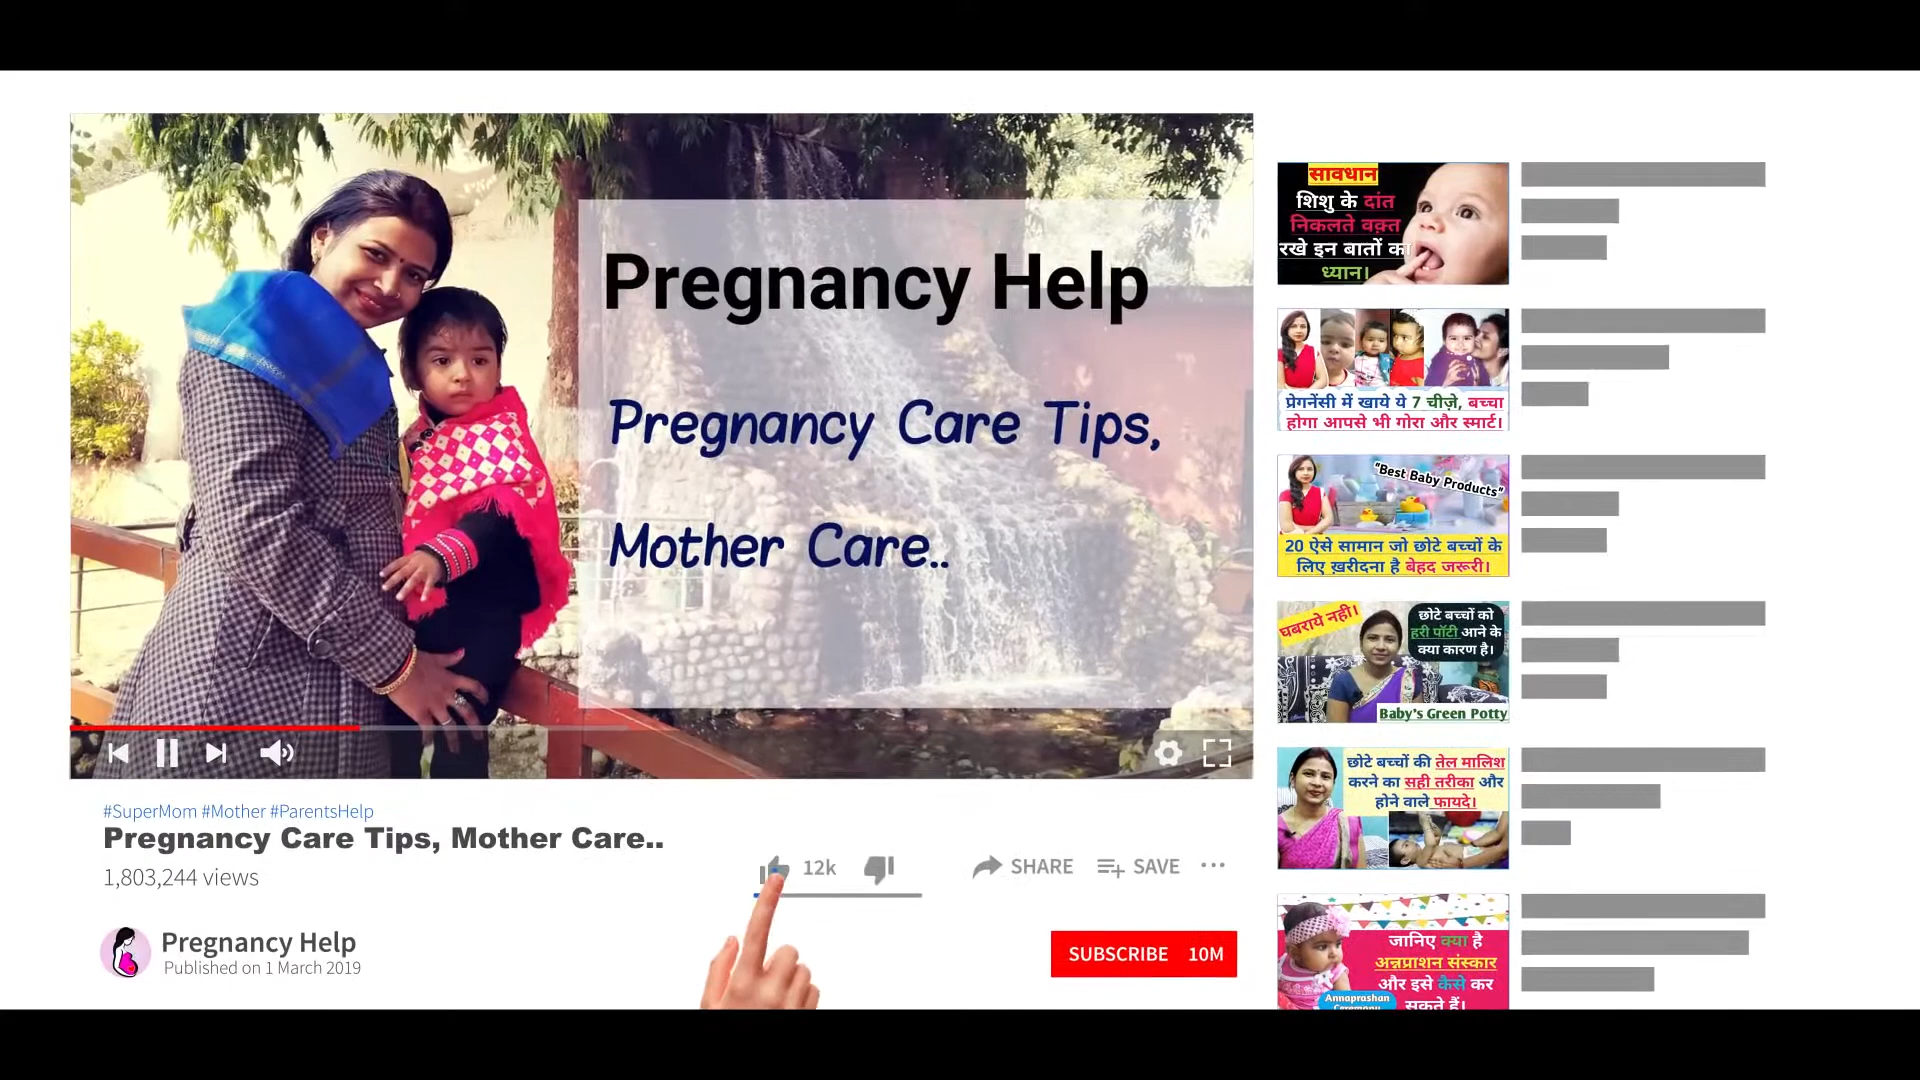 Pregnancy Help
Pregnancy Care Tips,
Mother Care..
#SuperMom #Mother #ParentsHelp
Pregnancy Care Tips, Mother Care..
1,803,244 views
12k
SHARE
SAVE
Pregnancy Help
Published on 1 March 2019
SUBSCRIBE 10M
सावधान
शिशु के दांत
निकलते वक़्त
रखे इन बातों का
ध्यान।
प्रेगनेंसी में खाये ये 7 चीज़े, बच्चा
होगा आपसे भी गोरा और स्मार्ट।
"Best Baby Products"
20 ऐसे सामान जो छोटे बच्चों के
लिए ख़रीदना है बेहद जरूरी।
घबराये नही।
छोटे बच्चों को
हरी पॉटी आने के
क्या कारण है।
Baby's Green Potty
छोटे बच्चों की तेल मालिश
करने का सही तरीका और
होने वाले फायदे।
जानिए क्या है
अन्नप्राशन संस्कार
और इसे कैसे कर
सकते हैं।
Annaprashan
Ceremony